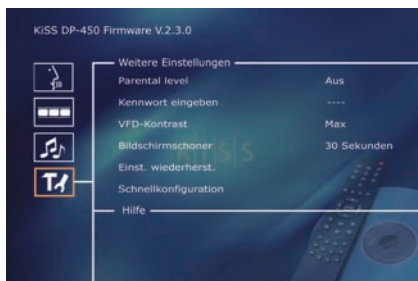 KiSS DP-450 Firmware V.2.3.0
Weitere Einstellungen
Parental level Aus
Kennwort eingeben ----
VFD-Kontrast Max
Bildschirmschoner 30 Sekunden
Einst. wiederherst.
Schnellkonfiguration
Hilfe